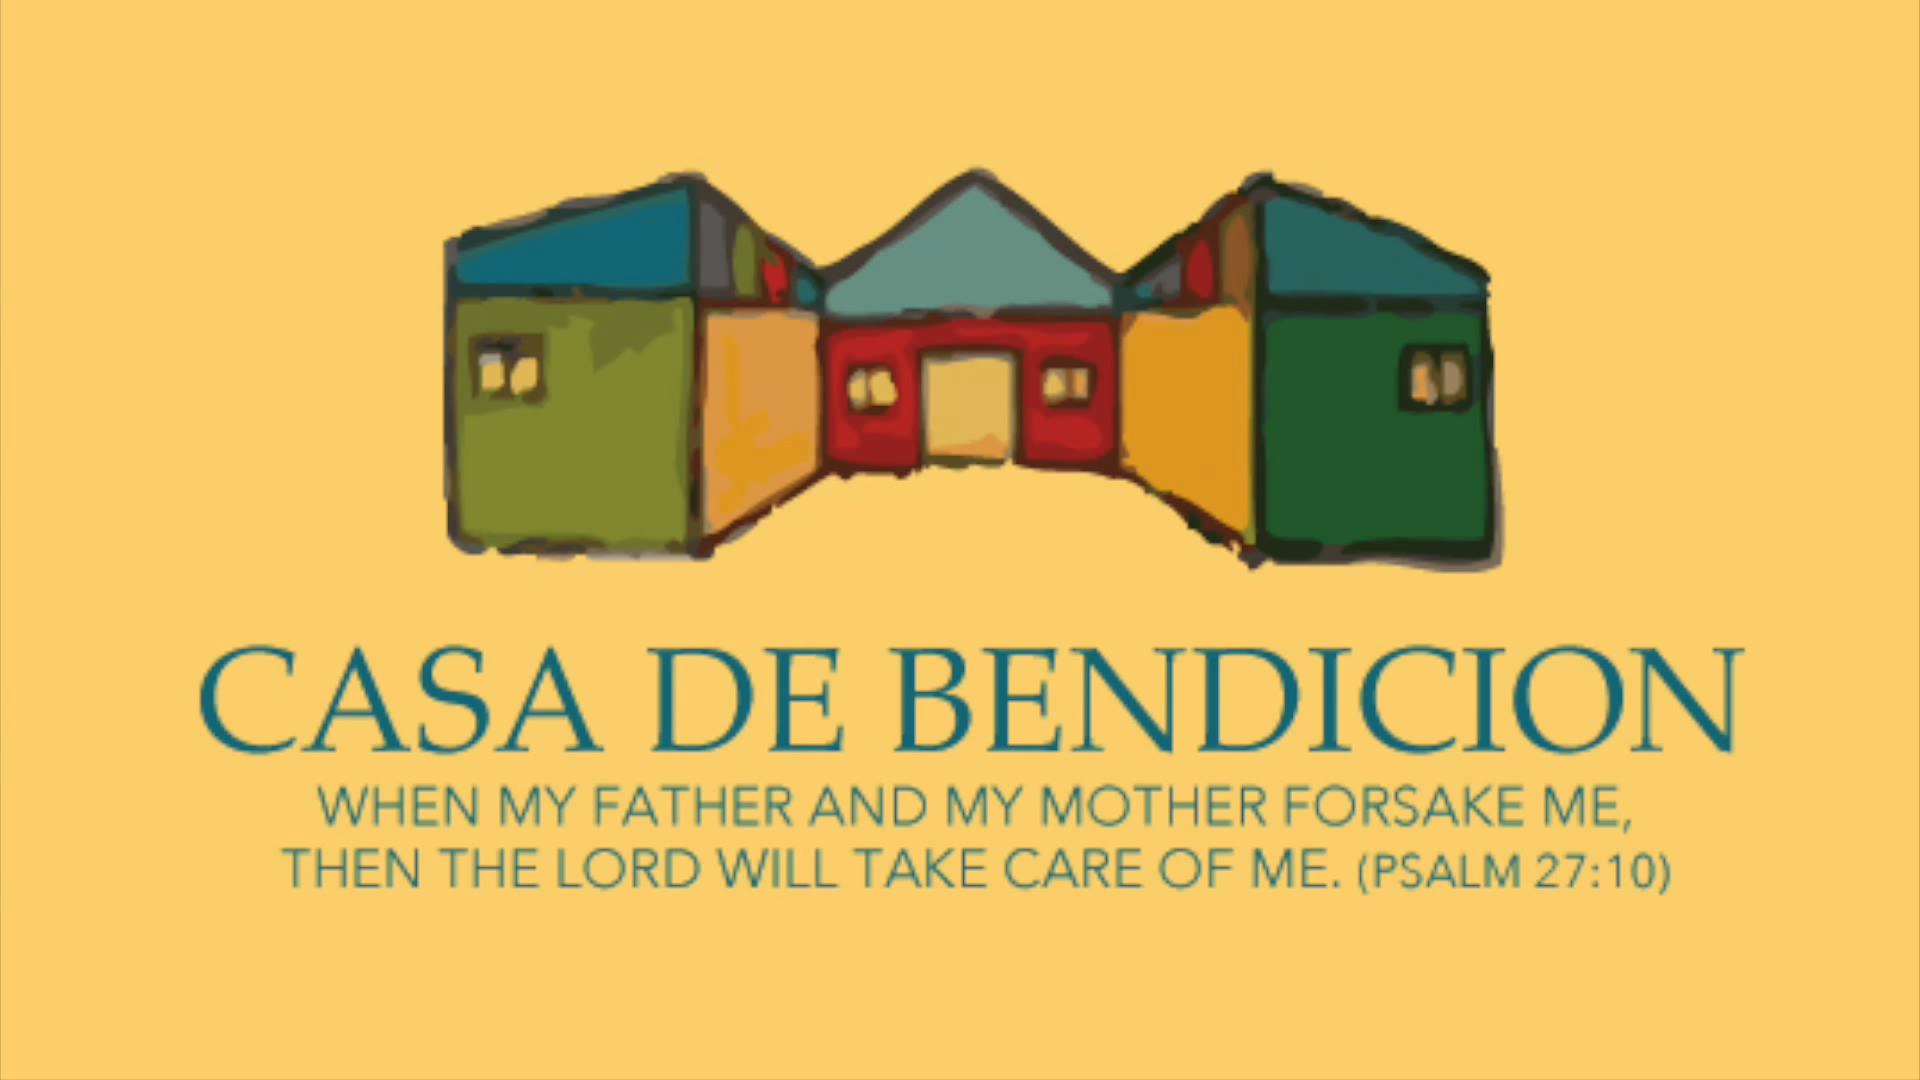 CASA DE BENDICION
WHEN MY FATHER AND MY MOTHER FORSAKE ME,
THEN THE LORD WILL TAKE CARE OF ME. (PSALM 27:10)